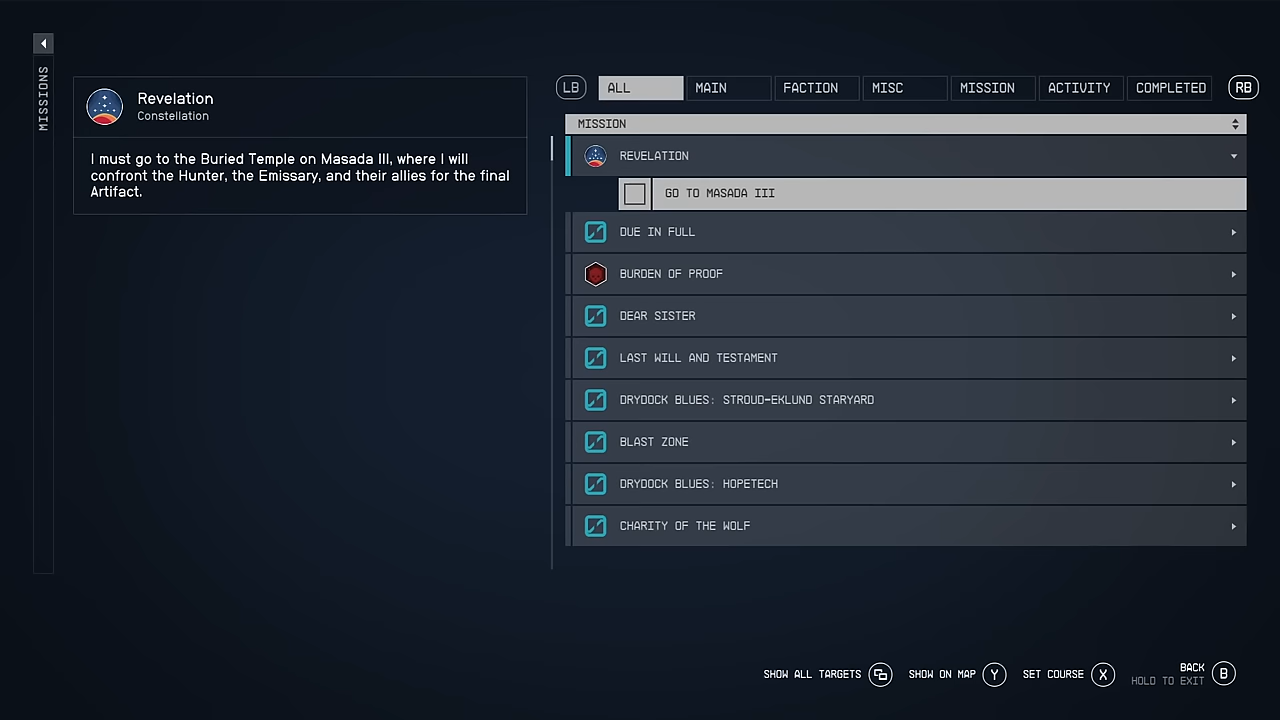 MISSIONS
Revelation
Constellation
I must go to the Buried Temple on Masada III, where I will
confront the Hunter, the Emissary, and their allies for the final
Artifact.
LB ALL MAIN FACTION MISC MISSION ACTIVITY COMPLETED RB
MISSION
REVELATION
GO TO MASADA III
DUE IN FULL
BURDEN OF PROOF
DEAR SISTER
LAST WILL AND TESTAMENT
DRYDOCK BLUES: STROUD-EKLUND STARYARD
BLAST ZONE
DRYDOCK BLUES: HOPETECH
CHARITY OF THE WOLF
SHOW ALL TARGETS SHOW ON MAP Y SET COURSE X BACK B
HOLD TO EXIT